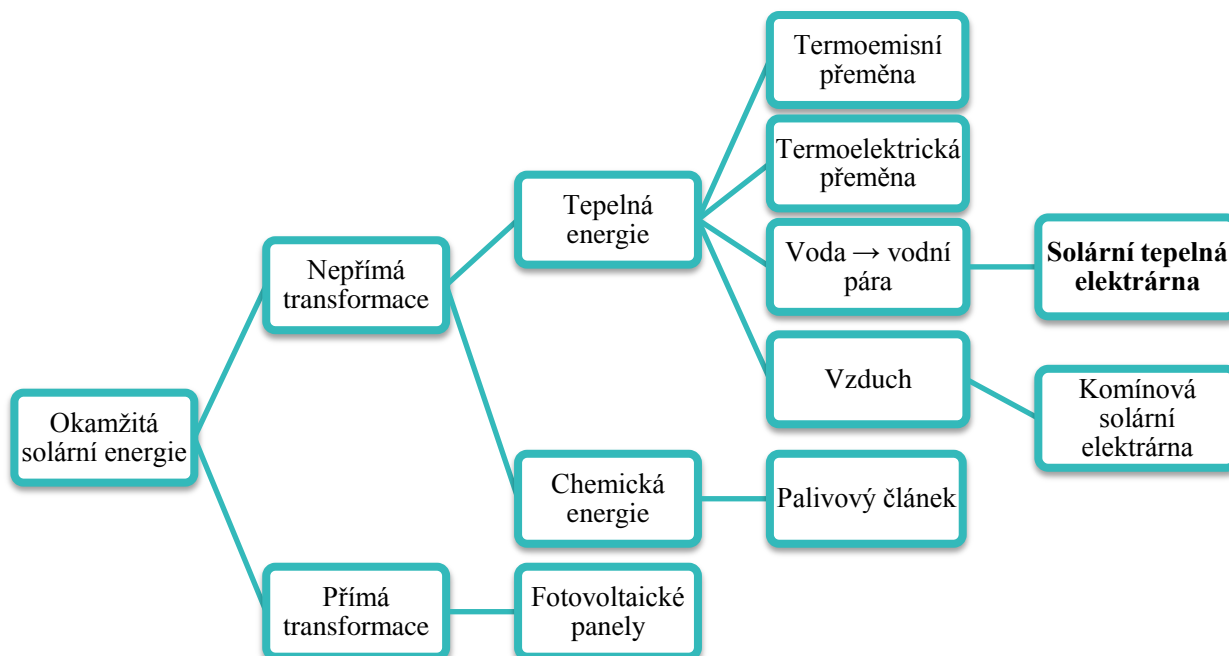 Termoemisní
přeměna
Termoelektrická
přeměna
Tepelná
energie
Voda → vodní
pára
Solární tepelná
elektrárna
Nepřímá
transformace
Vzduch
Komínová
solární
elektrárna
Okamžitá
solární energie
Chemická
energie
Palivový článek
Přímá
transformace
Fotovoltaické
panely